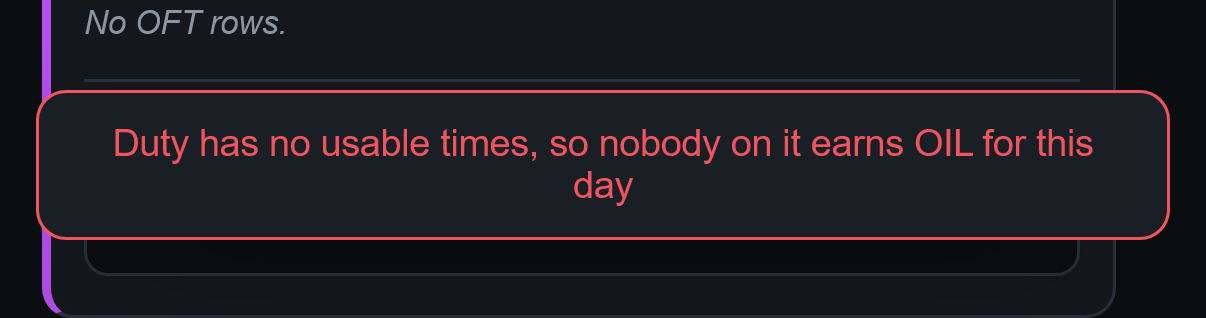 No OFT rows.
Duty has no usable times, so nobody on it earns OIL for this
day